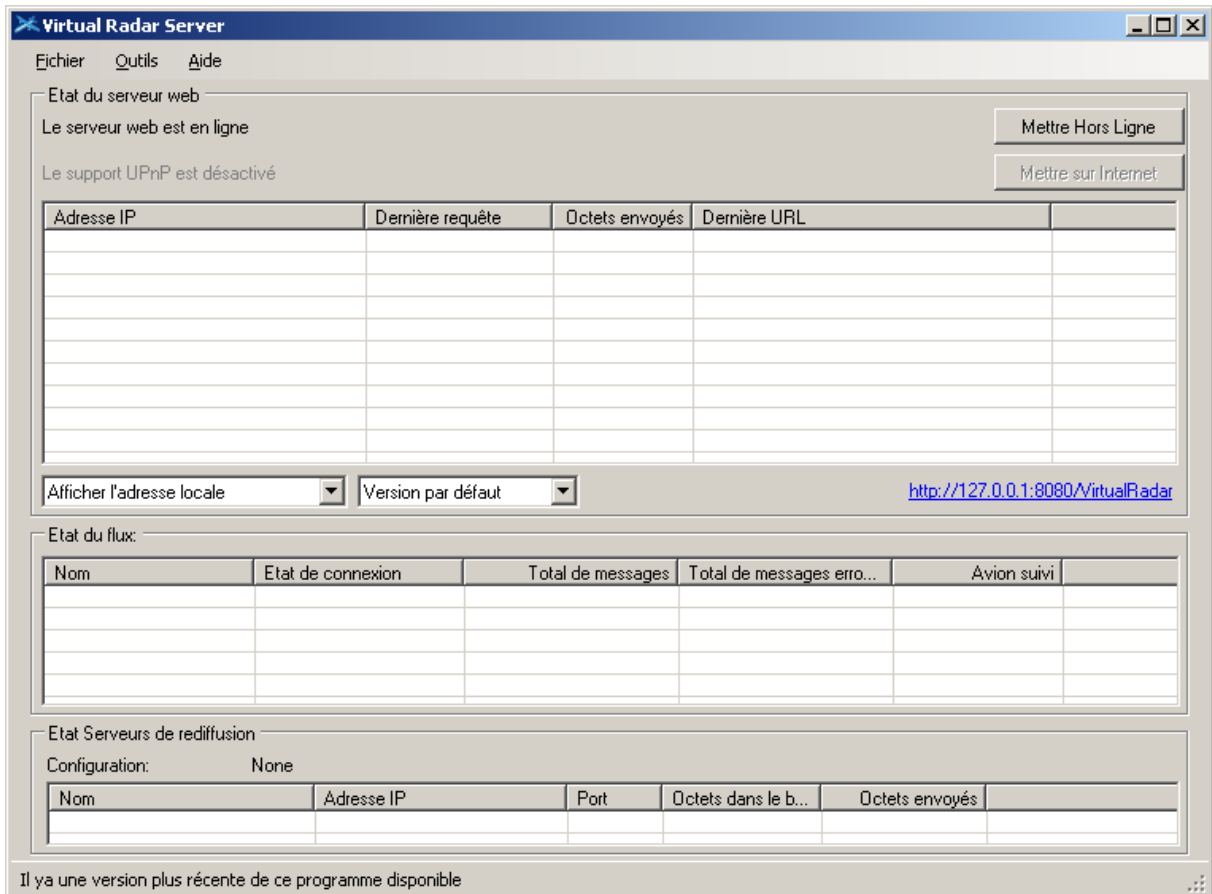 Virtual Radar Server
Fichier Outils Aide
Etat du serveur web
Le serveur web est en ligne
Mettre Hors Ligne
Le support UPnP est désactivé
Mettre sur Internet
Adresse IP Dernière requête Octets envoyés Dernière URL
Afficher l'adresse locale Version par défaut http://127.0.0.1:8080/VirtualRadar
Etat du flux:
Nom Etat de connexion Total de messages Total de messages erro... Avion suivi
Etat Serveurs de rediffusion
Configuration: None
Nom Adresse IP Port Octets dans le b... Octets envoyés
Il ya une version plus récente de ce programme disponible